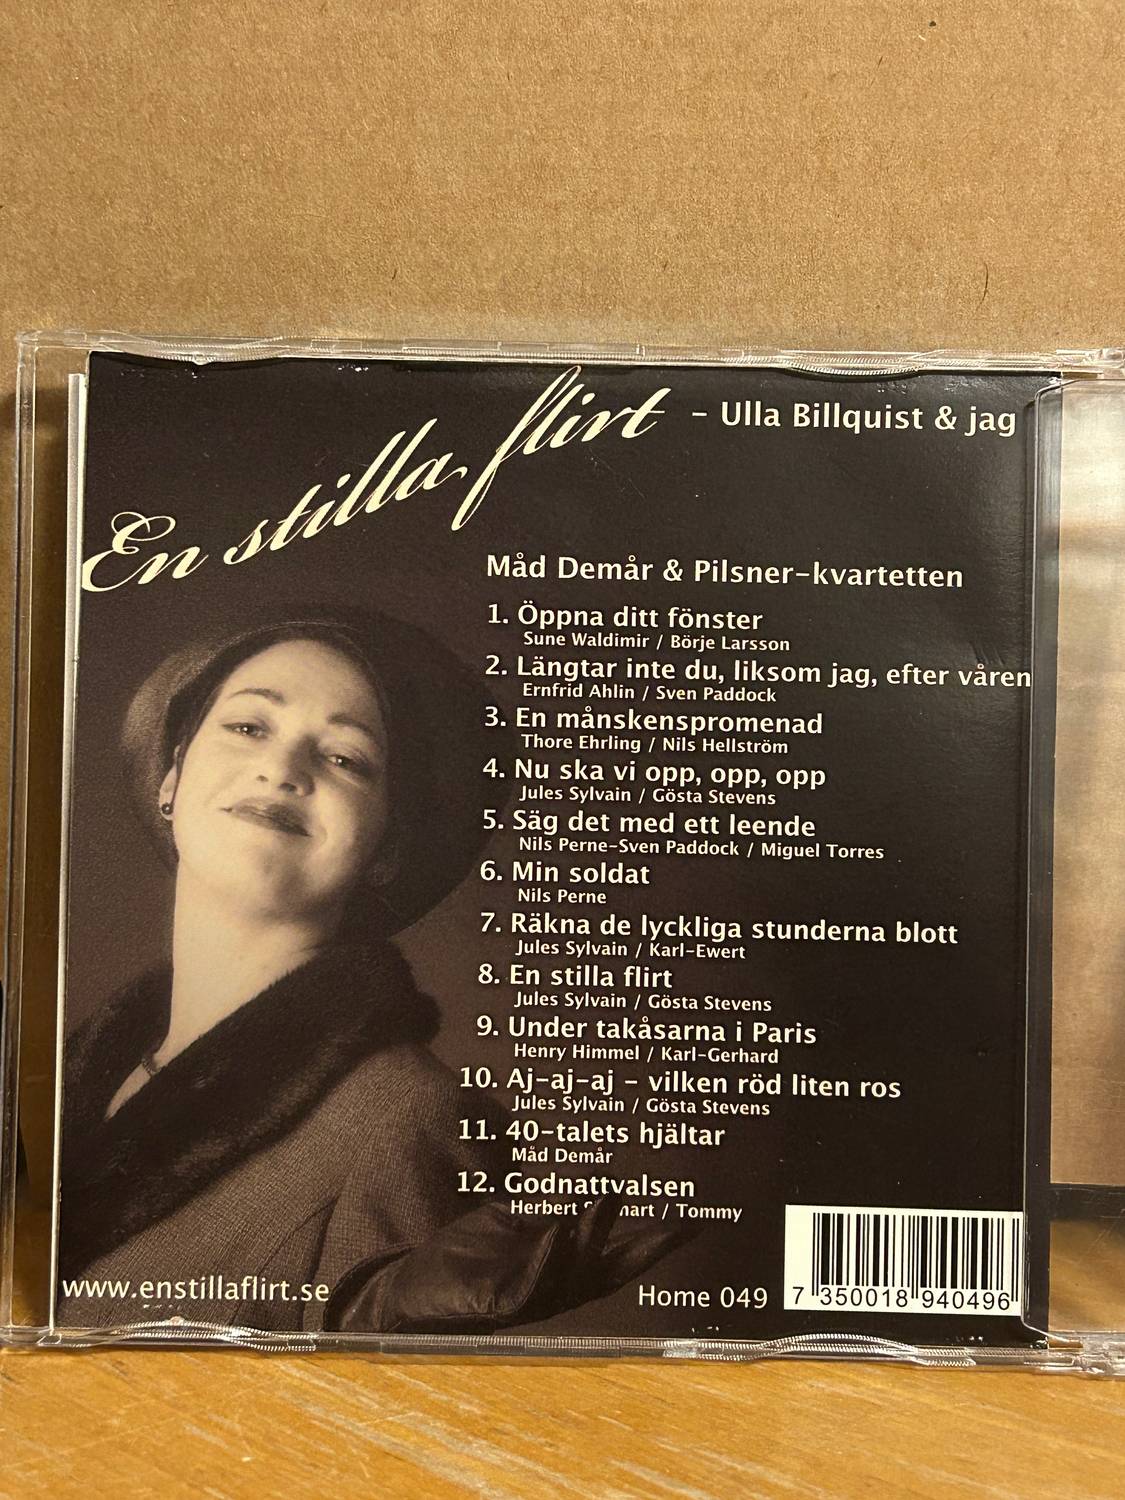 En stilla flirt – Ulla Billquist & jag
Måd Demår & Pilsner-kvartetten
1. Öppna ditt fönster
Sune Waldimir / Börje Larsson
2. Längtar inte du, liksom jag, efter våren
Ernfrid Ahlin / Sven Paddock
3. En månskenspromenad
Thore Ehrling / Nils Hellström
4. Nu ska vi opp, opp, opp
Jules Sylvain / Gösta Stevens
5. Säg det med ett leende
Nils Perne-Sven Paddock / Miguel Torres
6. Min soldat
Nils Perne
7. Räkna de lyckliga stunderna blott
Jules Sylvain / Karl-Ewert
8. En stilla flirt
Jules Sylvain / Gösta Stevens
9. Under takåsarna i Paris
Henry Himmel / Karl-Gerhard
10. Aj-aj-aj – vilken röd liten ros
Jules Sylvain / Gösta Stevens
11. 40-talets hjältar
Måd Demår
12. Godnattvalsen
Herbert / Tommy
www.enstillaflirt.se
Home 049
7 350018 940496